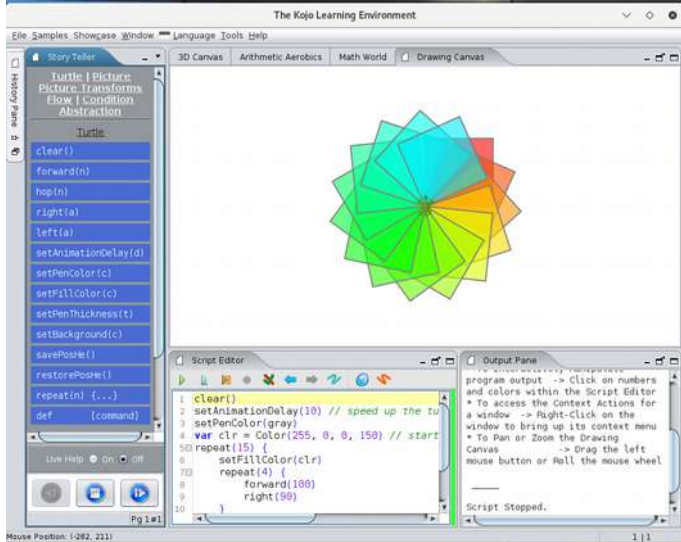 The Kojo Learning Environment
File Samples Showcase Window Language Tools Help
History Pane
Story Teller
Turtle | Picture
Picture Transforms
Flow | Condition
Abstraction
Turtle
clear()
forward(n)
hop(n)
right(a)
left(a)
setAnimationDelay(d)
setPenColor(c)
setFillColor(c)
setPenThickness(t)
setBackground(c)
savePosHe()
restorePosHe()
repeat(n) {...}
def [command]
Live Help On Off
Pg 1#1
3D Canvas Arithmetic Aerobics Math World Drawing Canvas
Script Editor
1 clear()
2 setAnimationDelay(10) // speed up the tu
3 setPenColor(gray)
4 var clr = Color(255, 0, 0, 150) // start
5 repeat(15) {
6 setFillColor(clr)
7 repeat(4) {
8 forward(100)
9 right(90)
10 }
Output Pane
program output -> Click on numbers
and colors within the Script Editor
* To access the Context Actions for
a window -> Right-Click on the
window to bring up its context menu
* To Pan or Zoom the Drawing
Canvas -> Drag the left
mouse button or Roll the mouse wheel
_____
Script Stopped.
Mouse Position: (-282, 211)
1|1